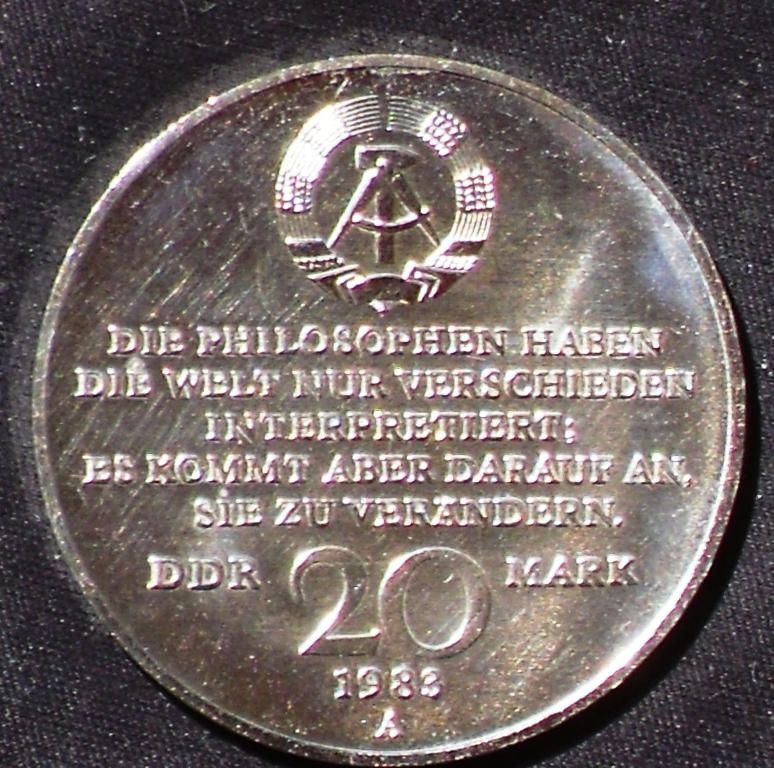 DIE PHILOSOPHEN HABEN
DIE WELT NUR VERSCHIEDEN
INTERPRETIERT;
ES KOMMT ABER DARAUF AN,
SIE ZU VERÄNDERN.
DDR 20 MARK
1983
A